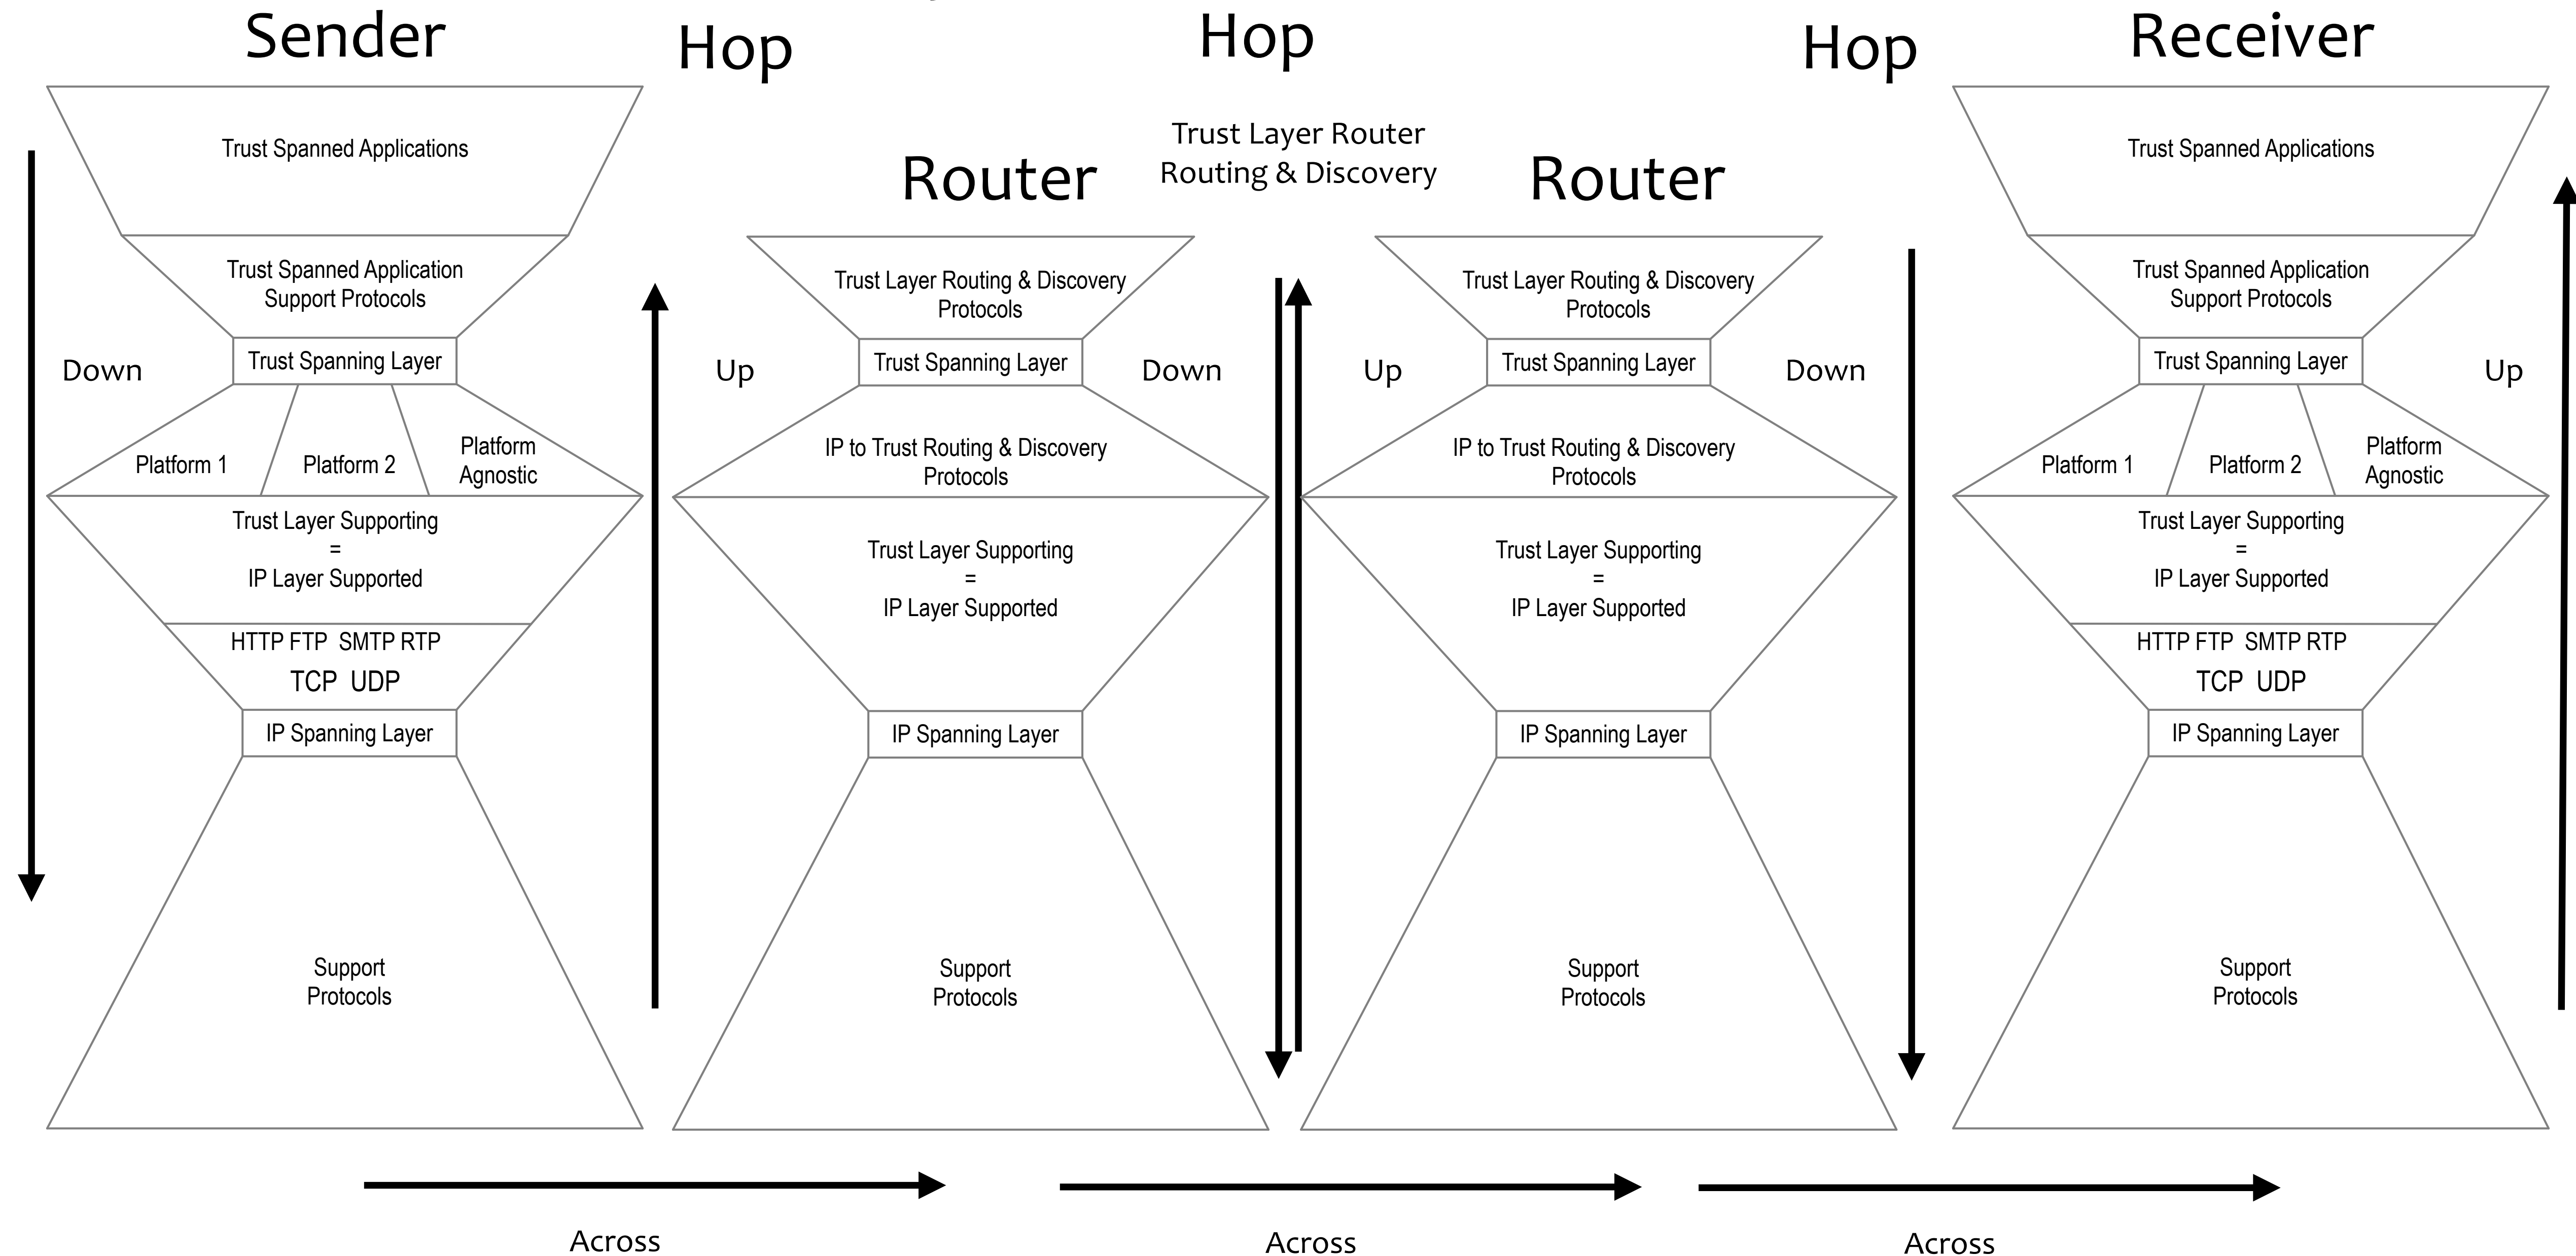 Sender
Hop
Hop
Hop
Receiver
Trust Layer Router
Routing & Discovery
Router
Router
Trust Spanned Applications
Trust Spanned Application
Support Protocols
Trust Spanning Layer
Down
Platform 1
Platform 2
Platform
Agnostic
Trust Layer Supporting
=
IP Layer Supported
HTTP FTP SMTP RTP
TCP UDP
IP Spanning Layer
Support
Protocols
Up
Trust Layer Routing & Discovery
Protocols
Trust Spanning Layer
Down
IP to Trust Routing & Discovery
Protocols
Trust Layer Supporting
=
IP Layer Supported
IP Spanning Layer
Support
Protocols
Up
Trust Layer Routing & Discovery
Protocols
Trust Spanning Layer
Down
IP to Trust Routing & Discovery
Protocols
Trust Layer Supporting
=
IP Layer Supported
IP Spanning Layer
Support
Protocols
Trust Spanned Applications
Trust Spanned Application
Support Protocols
Trust Spanning Layer
Up
Platform 1
Platform 2
Platform
Agnostic
Trust Layer Supporting
=
IP Layer Supported
HTTP FTP SMTP RTP
TCP UDP
IP Spanning Layer
Support
Protocols
Across
Across
Across